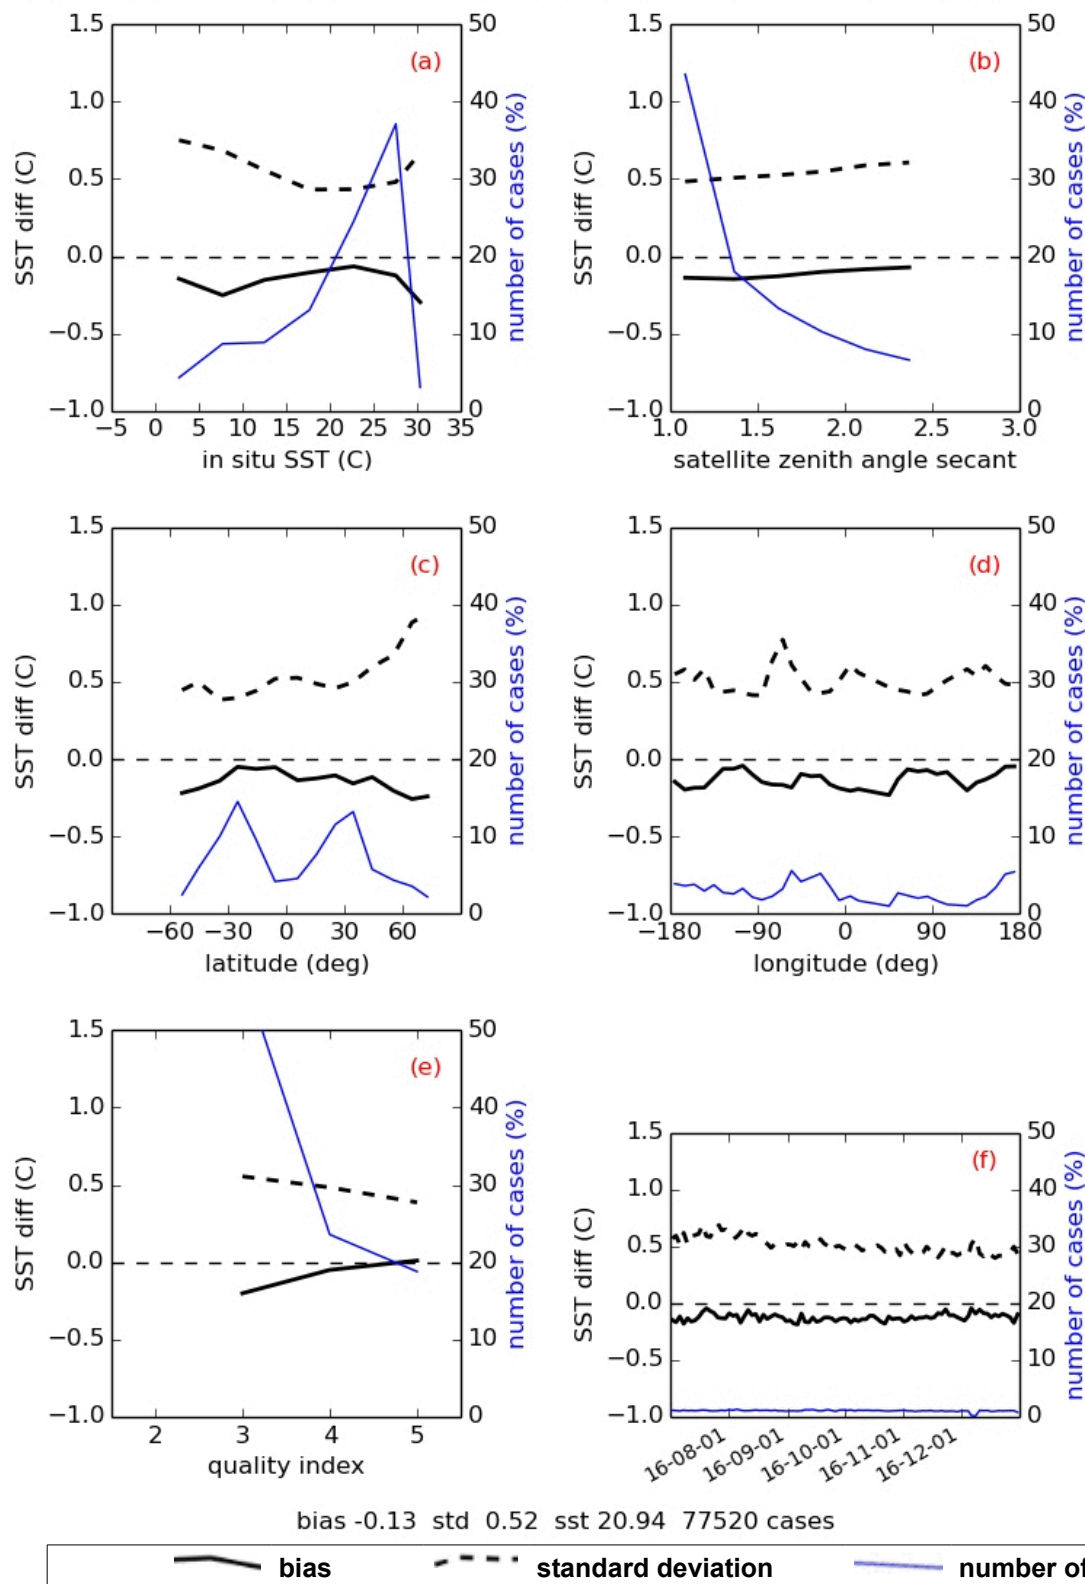 1.5
1.0
0.5
0.0
−0.5
−1.0
SST diff (C)
(a)
50
40
30
20
10
0
number of cases (%)
−5 0 5 10 15 20 25 30 35
in situ SST (C)
1.5
1.0
0.5
0.0
−0.5
−1.0
SST diff (C)
(b)
50
40
30
20
10
0
number of cases (%)
1.0 1.5 2.0 2.5 3.0
satellite zenith angle secant
1.5
1.0
0.5
0.0
−0.5
−1.0
SST diff (C)
(c)
50
40
30
20
10
0
number of cases (%)
−60 −30 0 30 60
latitude (deg)
1.5
1.0
0.5
0.0
−0.5
−1.0
SST diff (C)
(d)
50
40
30
20
10
0
number of cases (%)
−180 −90 0 90 180
longitude (deg)
1.5
1.0
0.5
0.0
−0.5
−1.0
SST diff (C)
(e)
50
40
30
20
10
0
number of cases (%)
2 3 4 5
quality index
1.5
1.0
0.5
0.0
−0.5
−1.0
SST diff (C)
(f)
50
40
30
20
10
0
number of cases (%)
16-08-01 16-09-01 16-10-01 16-11-01 16-12-01
bias -0.13 std 0.52 sst 20.94 77520 cases
bias standard deviation number of